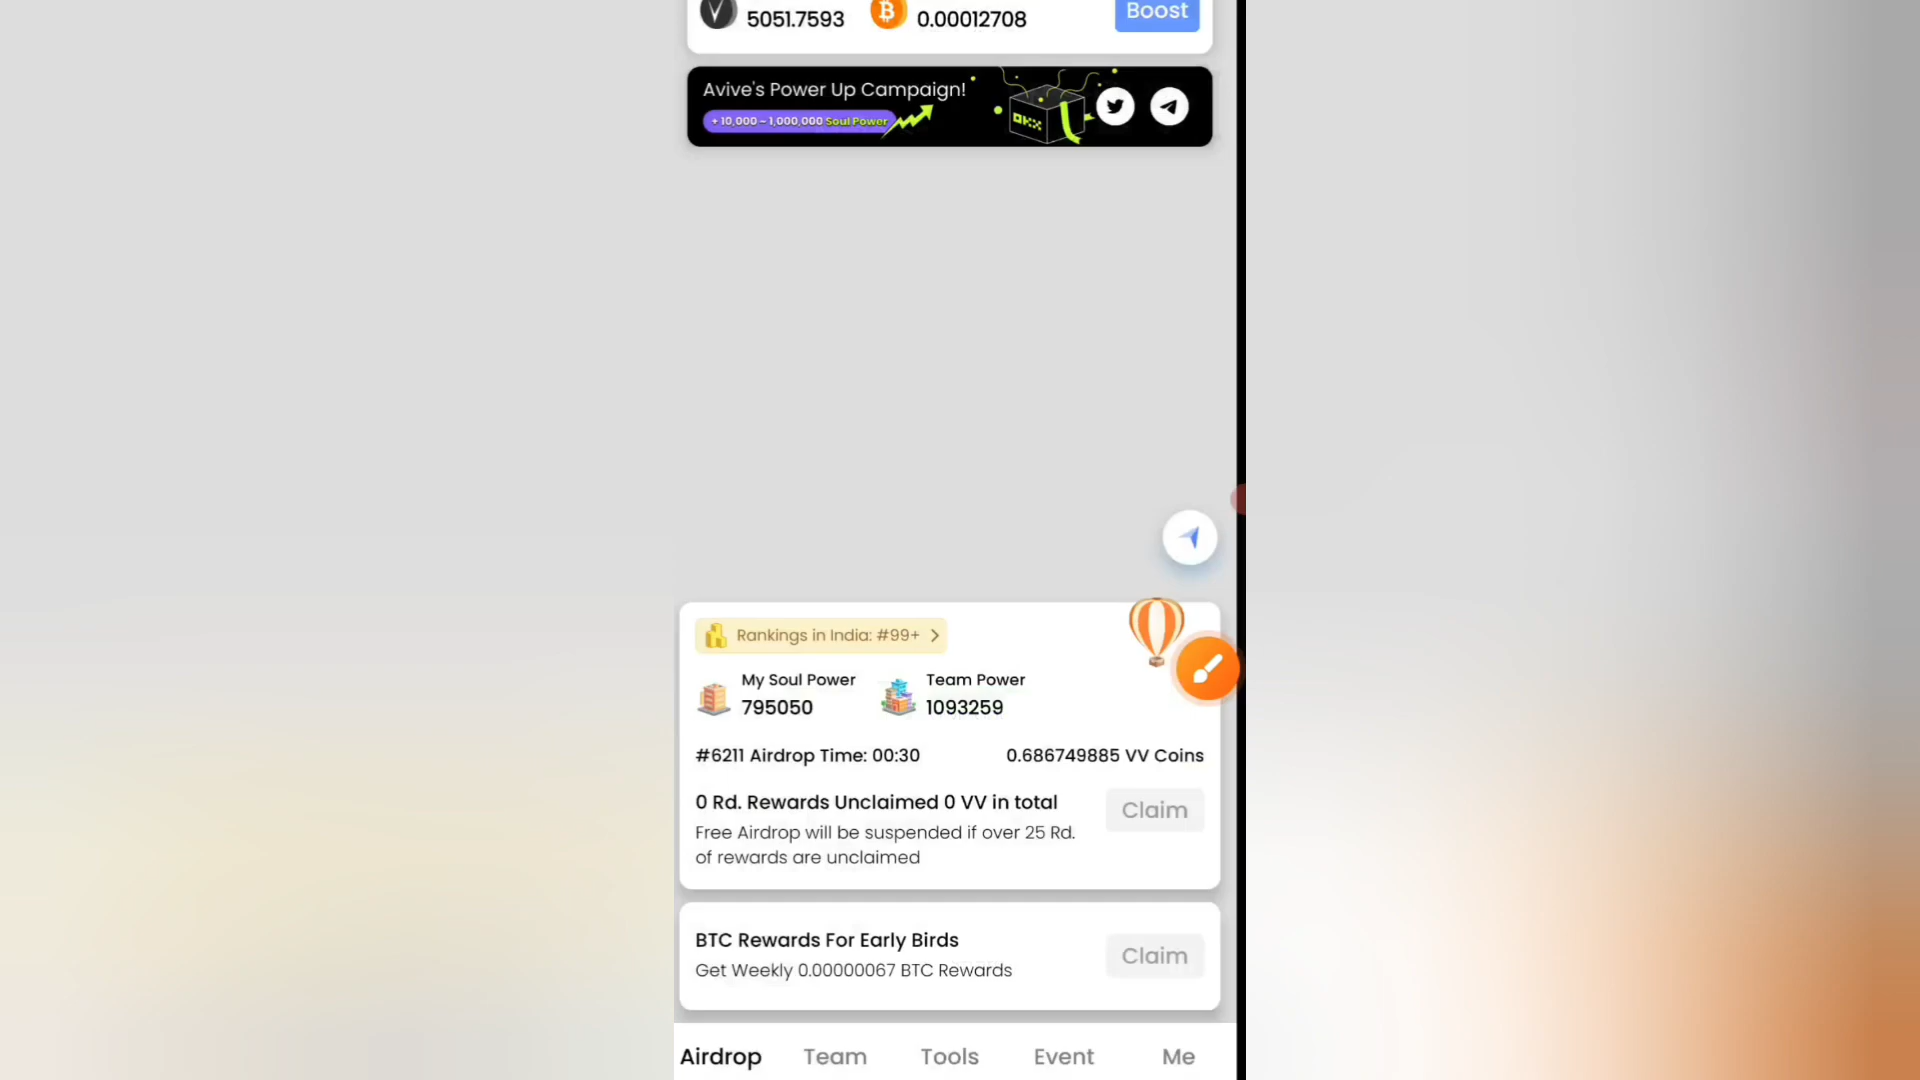 5051.7593 0.00012708 Boost
Avive's Power Up Campaign!
+ 10,000 ~ 1,000,000 Soul Power
OKX
Rankings in India: #99+
My Soul Power Team Power
795050 1093259
#6211 Airdrop Time: 00:30 0.686749885 VV Coins
0 Rd. Rewards Unclaimed 0 VV in total Claim
Free Airdrop will be suspended if over 25 Rd.
of rewards are unclaimed
BTC Rewards For Early Birds Claim
Get Weekly 0.00000067 BTC Rewards
Airdrop Team Tools Event Me